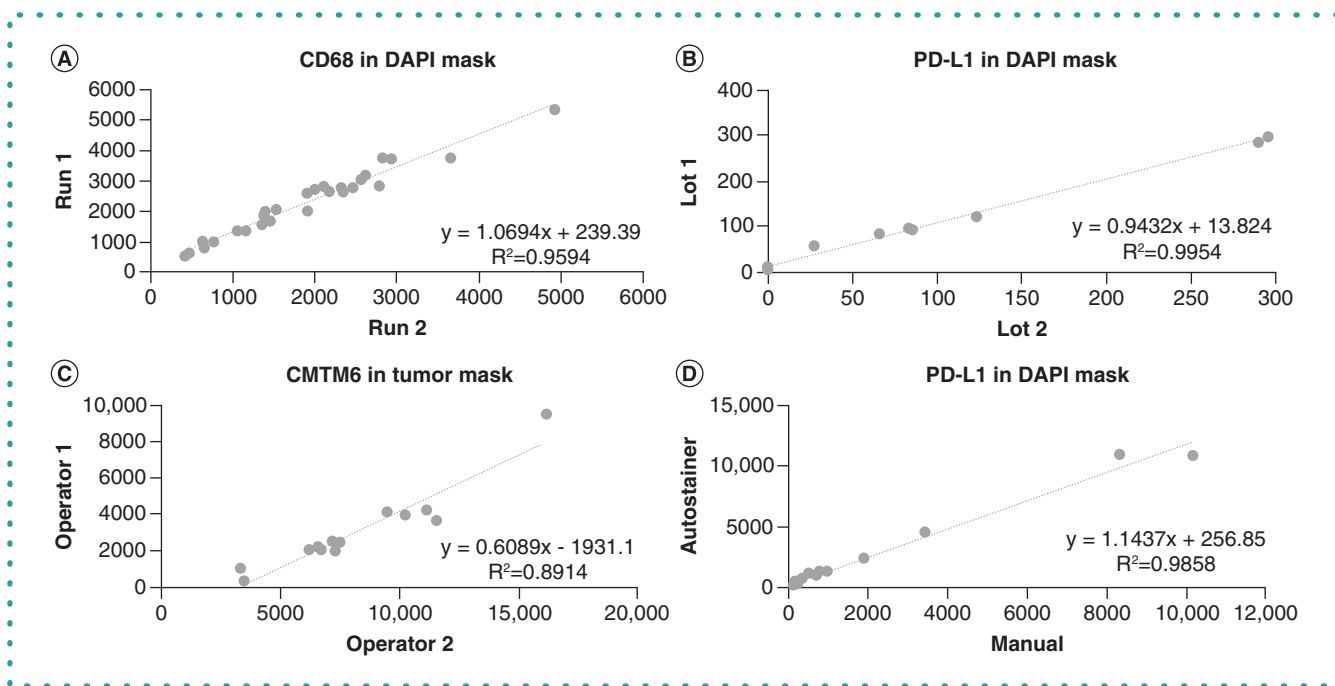 A
CD68 in DAPI mask
6000
5000
4000
3000
2000
1000
0
Run 1
y = 1.0694x + 239.39
R²=0.9594
0 1000 2000 3000 4000 5000 6000
Run 2
B
PD-L1 in DAPI mask
400
300
200
100
0
Lot 1
y = 0.9432x + 13.824
R²=0.9954
0 50 100 150 200 250 300
Lot 2
C
CMTM6 in tumor mask
10,000
8000
6000
4000
2000
0
Operator 1
y = 0.6089x - 1931.1
R²=0.8914
0 5000 10,000 15,000 20,000
Operator 2
D
PD-L1 in DAPI mask
15,000
10,000
5000
0
Autostainer
y = 1.1437x + 256.85
R²=0.9858
0 2000 4000 6000 8000 10,000 12,000
Manual